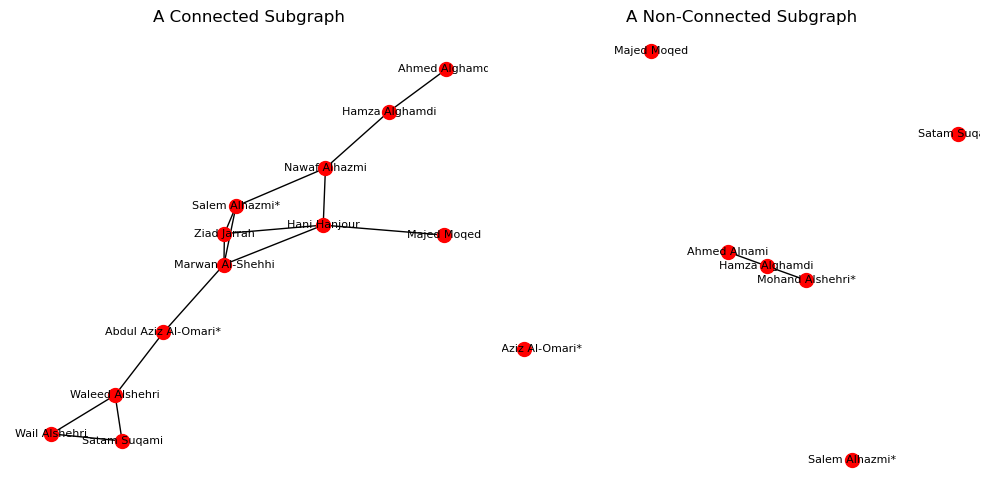 A Connected Subgraph
Ahmed Alghamd
Hamza Alghamdi
Nawaf Alhazmi
Salem Alhazmi*
Hani Hanjour
Ziad Jarrah
Majed Moqed
Marwan Al-Shehhi
Abdul Aziz Al-Omari*
Waleed Alshehri
Wail Alshehri
Satam Suqami
A Non-Connected Subgraph
Majed Moqed
Satam Suqa
Ahmed Alnami
Hamza Alghamdi
Mohand Alshehri*
Aziz Al-Omari*
Salem Alhazmi*